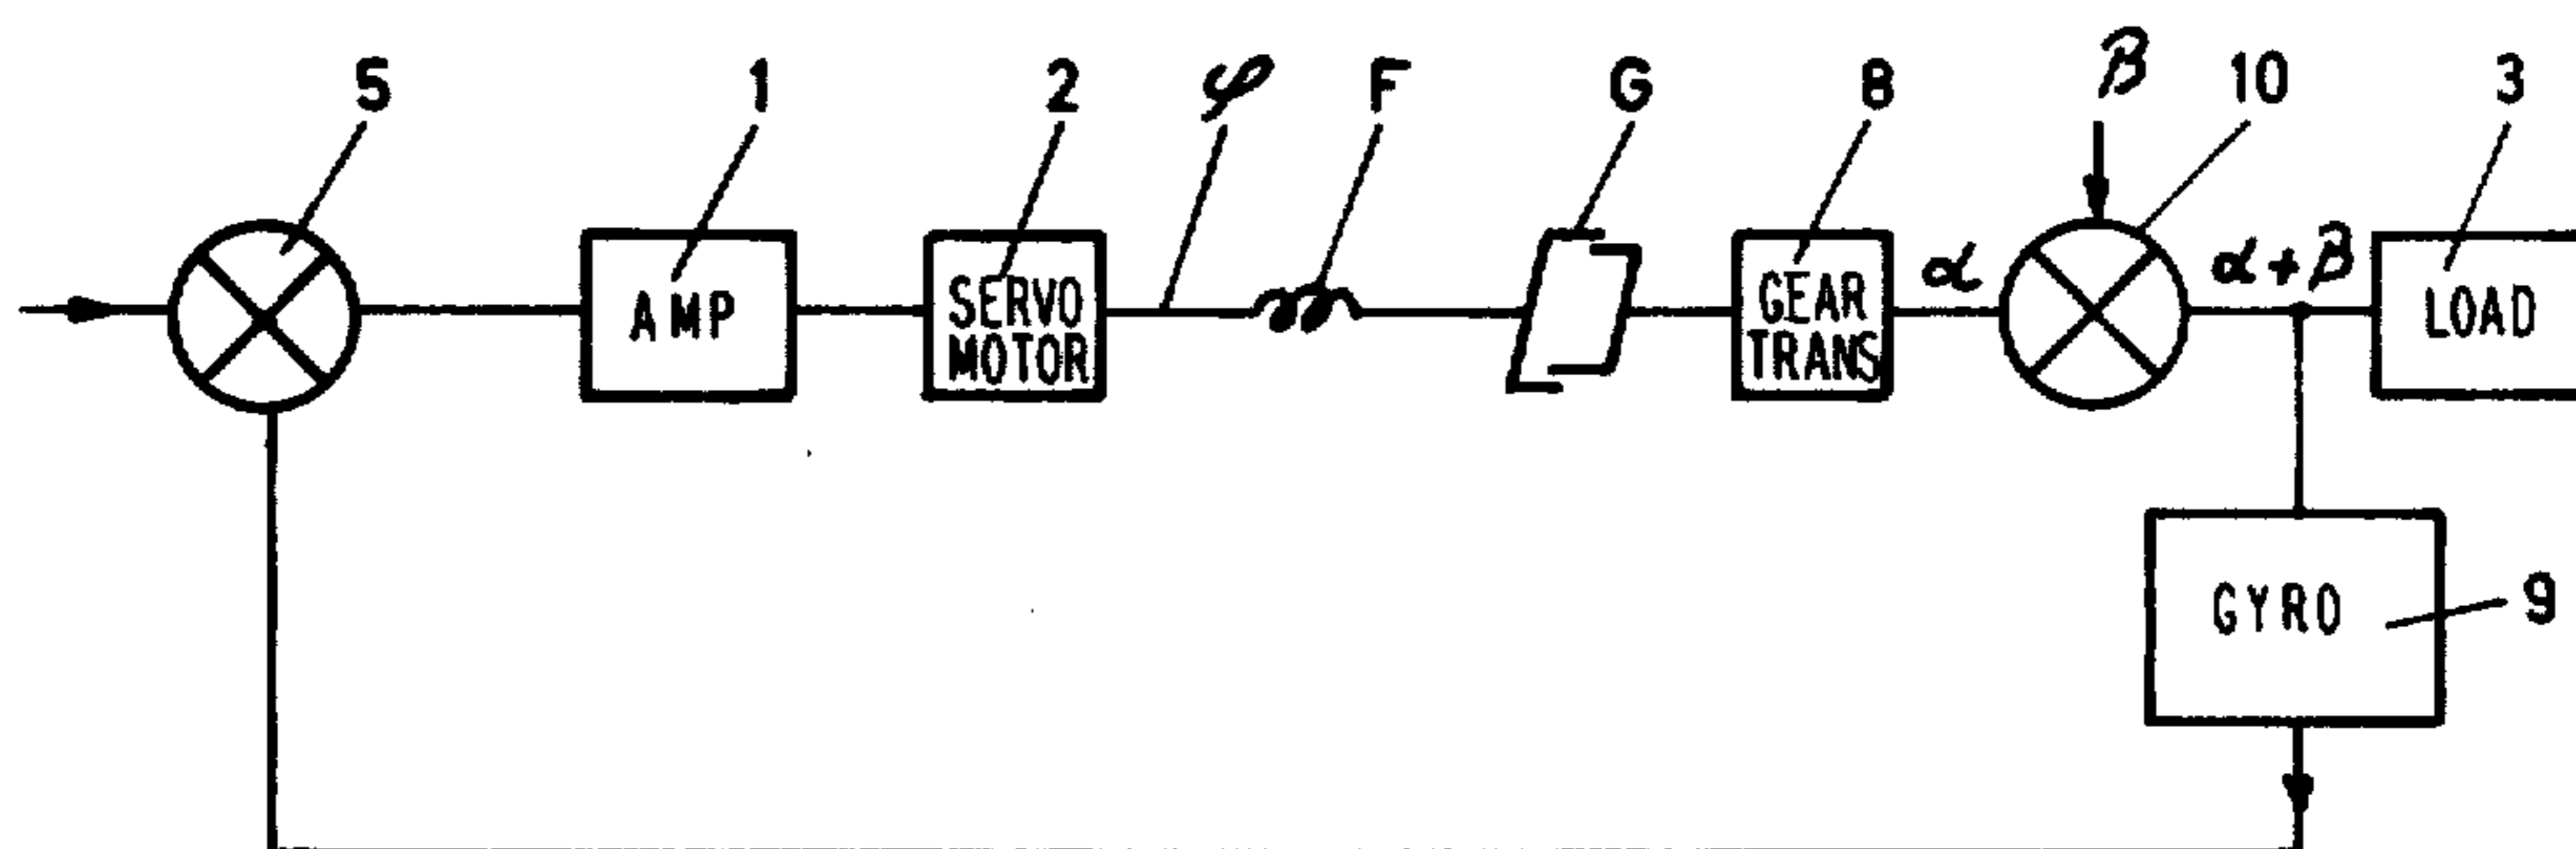 5 1 2 φ F G 8 β 10 3
AMP
SERVO
MOTOR
GEAR
TRANS
α
α+β
LOAD
GYRO
9